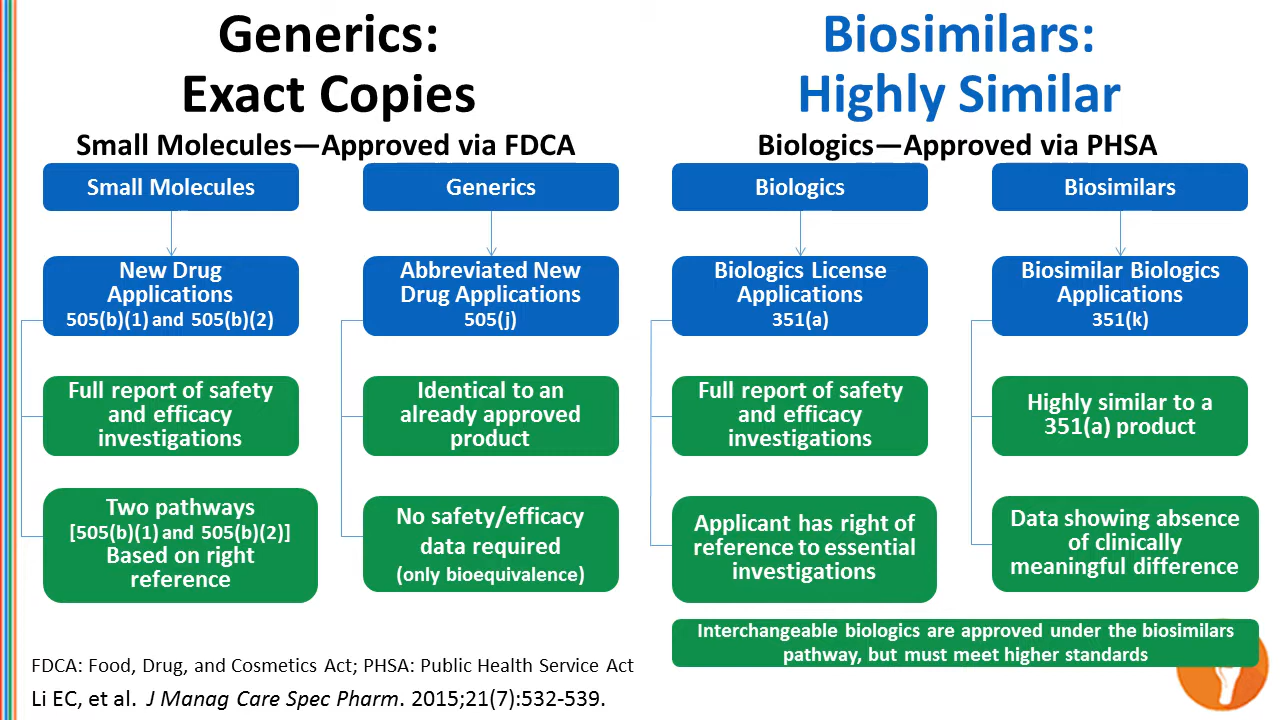 Generics:
Exact Copies
Small Molecules—Approved via FDCA
Small Molecules
Generics
New Drug
Applications
505(b)(1) and 505(b)(2)
Abbreviated New
Drug Applications
505(j)
Full report of safety
and efficacy
investigations
Identical to an
already approved
product
Two pathways
[505(b)(1) and 505(b)(2)]
Based on right
reference
No safety/efficacy
data required
(only bioequivalence)
Biosimilars:
Highly Similar
Biologics—Approved via PHSA
Biologics
Biosimilars
Biologics License
Applications
351(a)
Biosimilar Biologics
Applications
351(k)
Full report of safety
and efficacy
investigations
Highly similar to a
351(a) product
Applicant has right of
reference to essential
investigations
Data showing absence
of clinically
meaningful difference
Interchangeable biologics are approved under the biosimilars
pathway, but must meet higher standards
FDCA: Food, Drug, and Cosmetics Act; PHSA: Public Health Service Act
Li EC, et al. J Manag Care Spec Pharm. 2015;21(7):532-539.